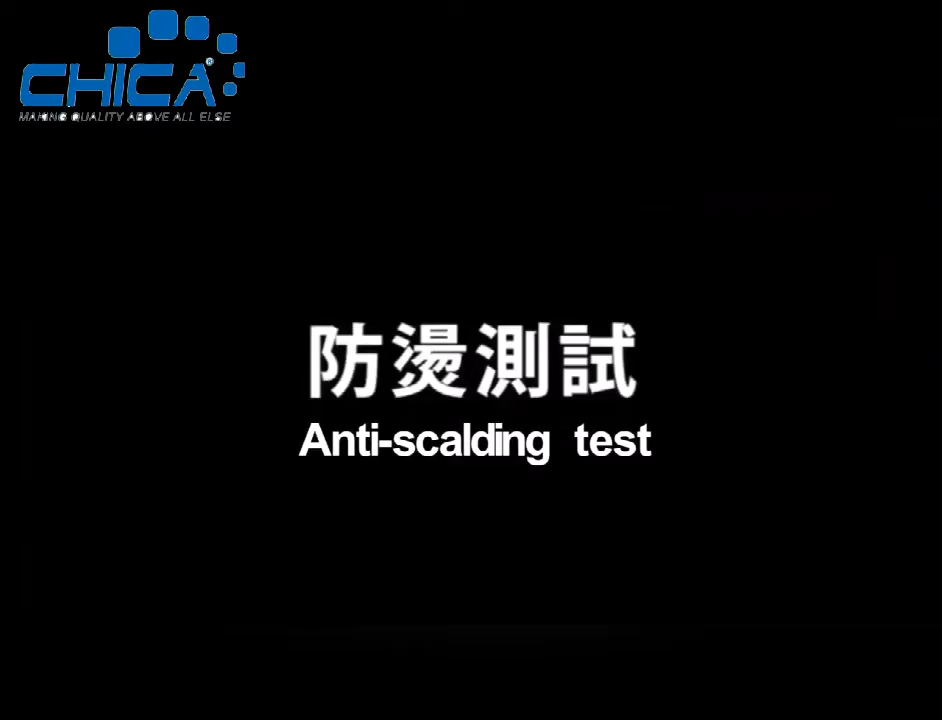 CHICA®
MAKING QUALITY ABOVE ALL ELSE
防燙測試
Anti-scalding test